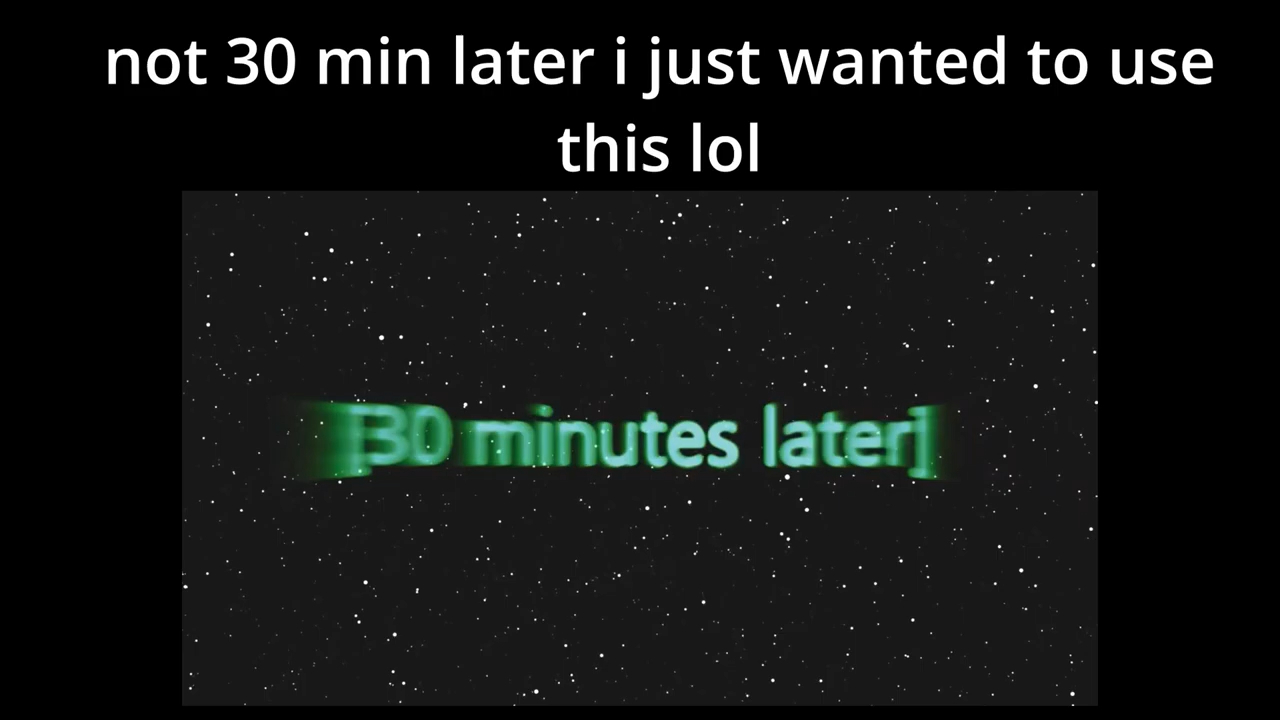 not 30 min later i just wanted to use
this lol
[30 minutes later]